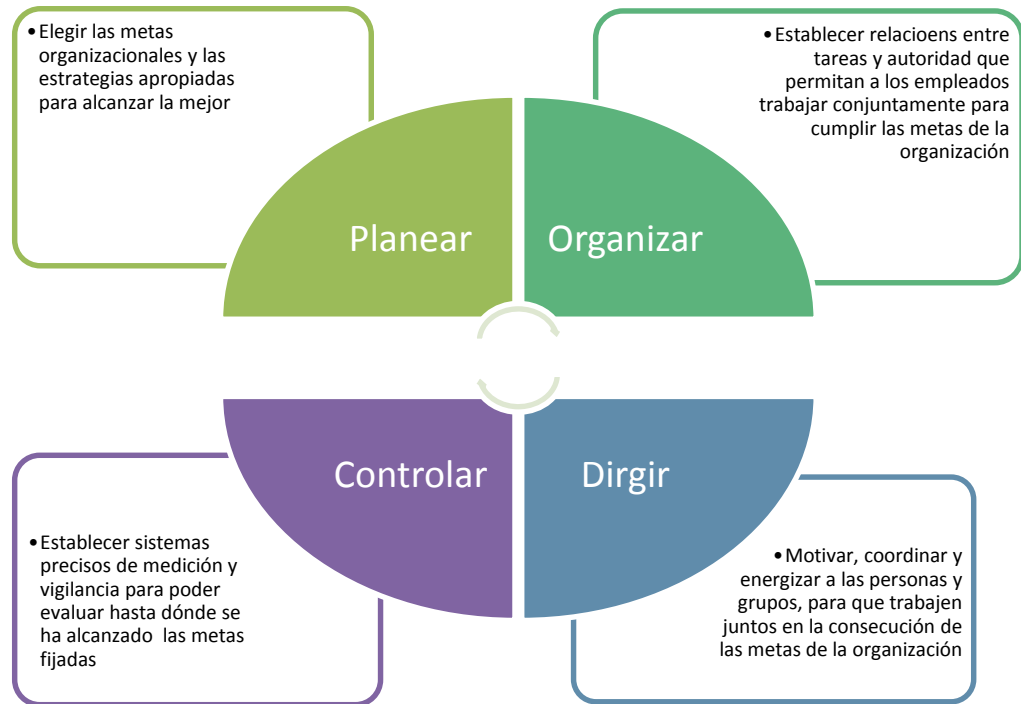 •Elegir las metas
organizacionales y las
estrategias apropiadas
para alcanzar la mejor
•Establecer relacioens entre
tareas y autoridad que
permitan a los empleados
trabajar conjuntamente para
cumplir las metas de la
organización
Planear
Organizar
Controlar
Dirgir
•Establecer sistemas
precisos de medición y
vigilancia para poder
evaluar hasta dónde se
ha alcanzado  las metas
fijadas
•Motivar, coordinar y
energizar a las personas y
grupos, para que trabajen
juntos en la consecución de
las metas de la organización